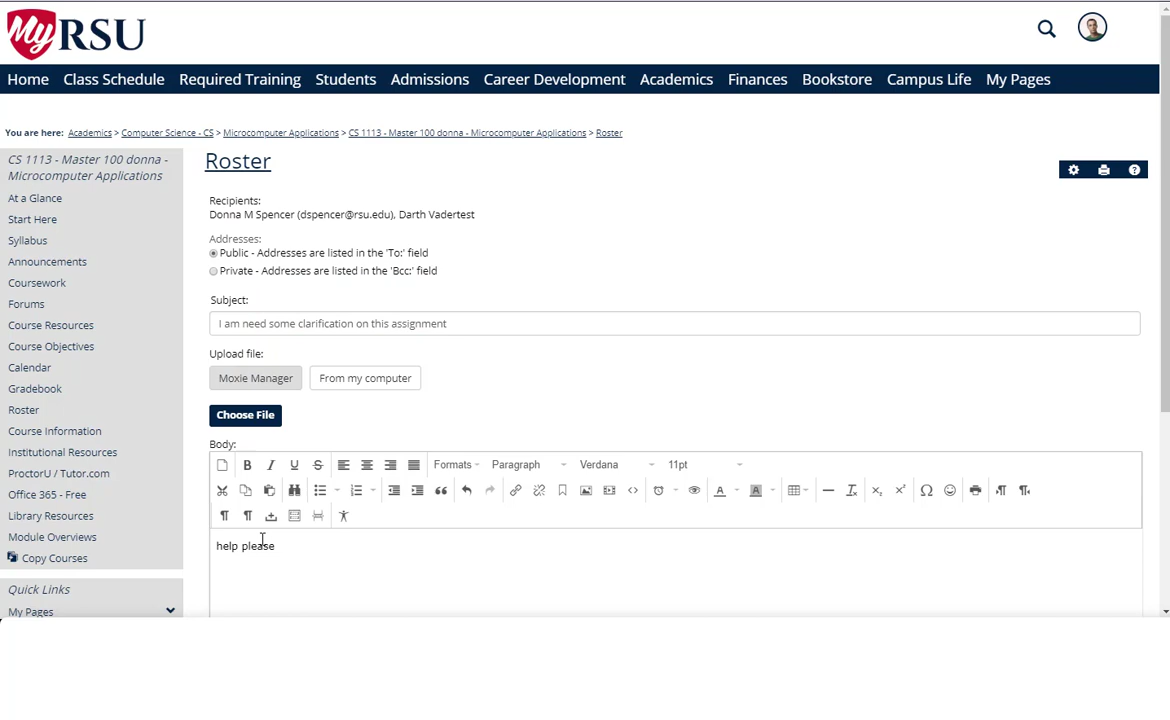 My RSU
Home Class Schedule Required Training Students Admissions Career Development Academics Finances Bookstore Campus Life My Pages
You are here: Academics > Computer Science - CS > Microcomputer Applications > CS 1113 - Master 100 donna - Microcomputer Applications > Roster
CS 1113 - Master 100 donna -
Microcomputer Applications
At a Glance
Start Here
Syllabus
Announcements
Coursework
Forums
Course Resources
Course Objectives
Calendar
Gradebook
Roster
Course Information
Institutional Resources
ProctorU / Tutor.com
Office 365 - Free
Library Resources
Module Overviews
Copy Courses
Quick Links
My Pages
Roster
Recipients:
Donna M Spencer (dspencer@rsu.edu), Darth Vadertest
Addresses:
Public - Addresses are listed in the 'To:' field
Private - Addresses are listed in the 'Bcc:' field
Subject:
I am need some clarification on this assignment
Upload file:
Moxie Manager From my computer
Choose File
Body:
B I U S Formats Paragraph Verdana 11pt
help please